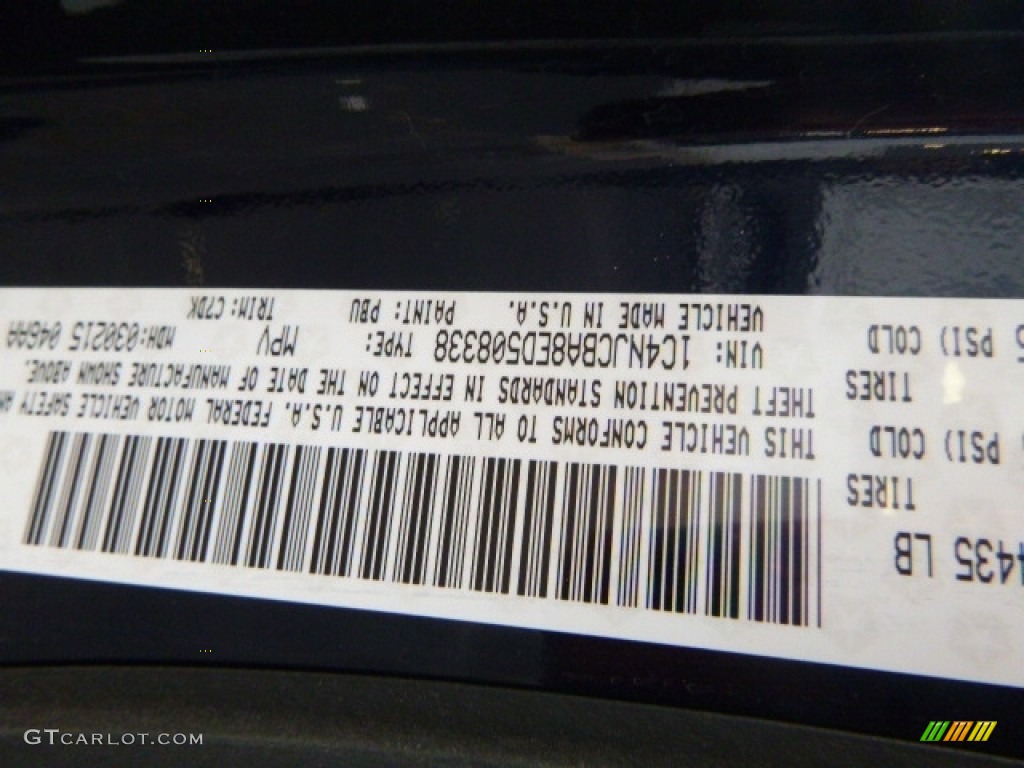 4435 LB
TIRES
PSI) COLD
TIRES
PSI) COLD
THIS VEHICLE CONFORMS TO ALL APPLICABLE U.S.A. FEDERAL MOTOR VEHICLE SAFETY
THEFT PREVENTION STANDARDS IN EFFECT ON THE DATE OF MANUFACTURE SHOWN ABOVE.
VIN: 1C4NJCBA8ED508338 TYPE: MPV MDH:030215 046AA
VEHICLE MADE IN U.S.A. PAINT: PBU TRIM: C7DK
GTCARLOT.COM